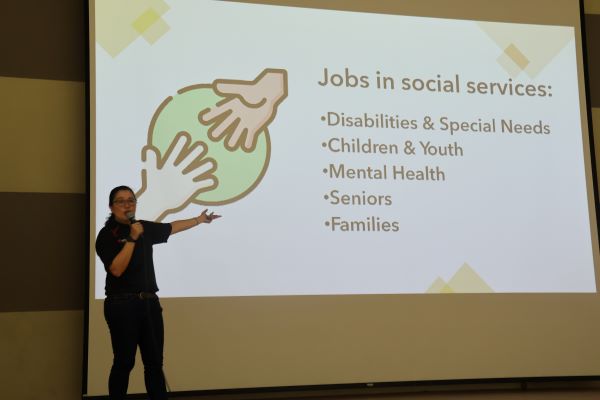 Jobs in social services:
•Disabilities & Special Needs
•Children & Youth
•Mental Health
•Seniors
•Families